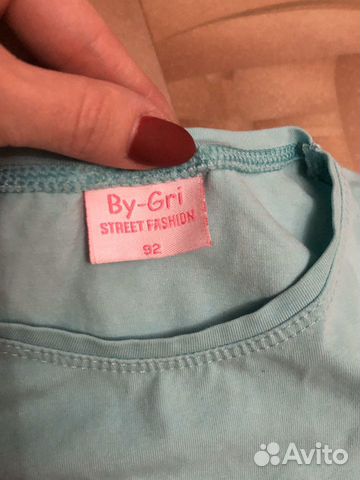 By-Gri
STREET FASHION
92
Avito